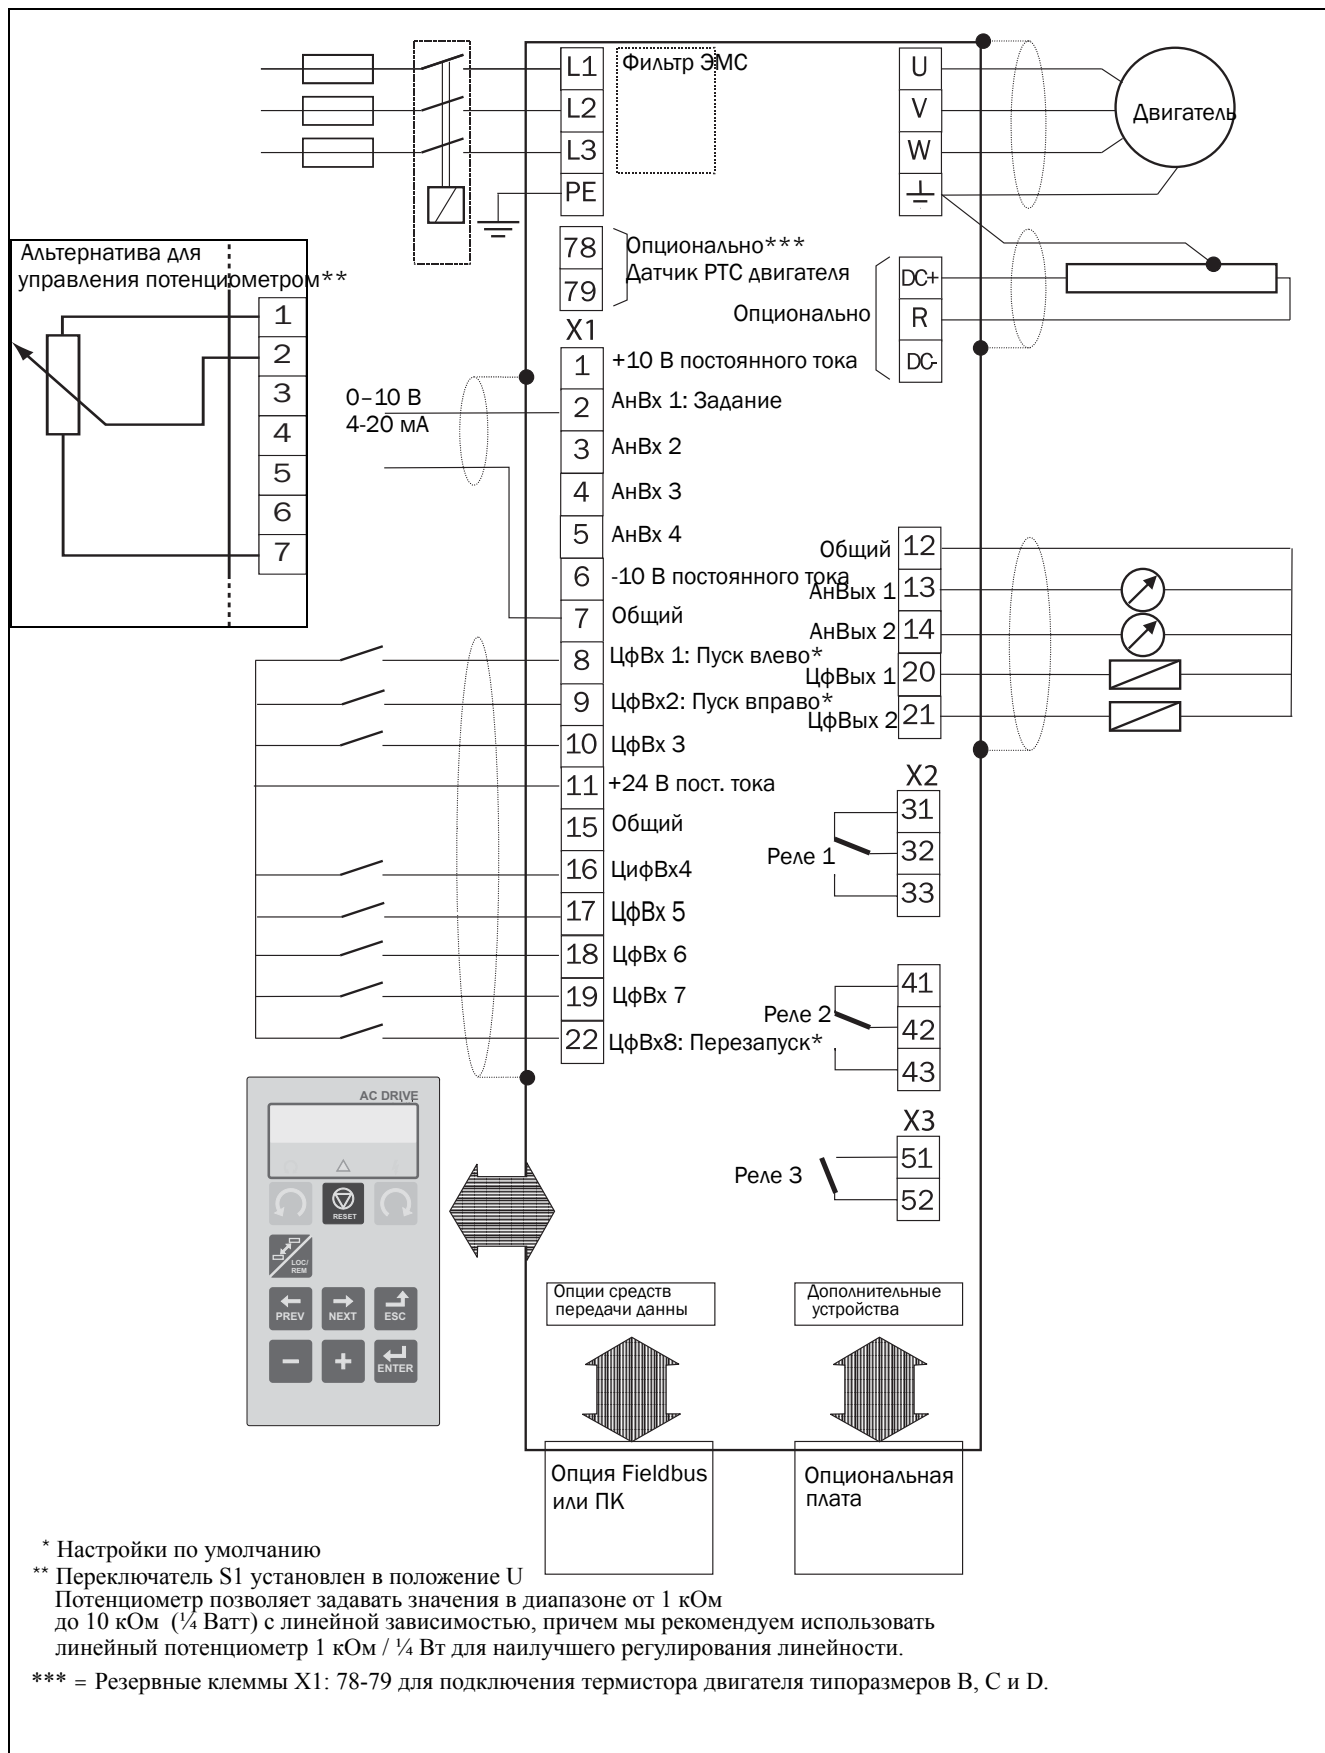 L1
Фильтр ЭМС
L2
L3
PE
U
V
W
Двигатель
Альтернатива для
управления потенциометром**
1
2
3
4
5
6
7
78
79
Опционально***
Датчик PTC двигателя
Опционально
DC+
R
DC-
X1
0–10 В
4-20 мА
1 +10 В постоянного тока
2 АнВх 1: Задание
3 АнВх 2
4 АнВх 3
5 АнВх 4
6 -10 В постоянного тока
7 Общий
8 ЦфВх 1: Пуск влево*
9 ЦфВх2: Пуск вправо*
10 ЦфВх 3
11 +24 В пост. тока
15 Общий
16 ЦифВх4
17 ЦфВх 5
18 ЦфВх 6
19 ЦфВх 7
22 ЦфВх8: Перезапуск*
Общий 12
АнВых 1 13
АнВых 2 14
ЦфВых 1 20
ЦфВых 2 21
X2
31
Реле 1 32
33
41
Реле 2 42
43
X3
51
Реле 3
52
AC DRIVE
RESET
LOC/
REM
PREV
NEXT
ESC
−
+
ENTER
Опции средств
передачи данны
Дополнительные
устройства
Опция Fieldbus
или ПК
Опциональная
плата
* Настройки по умолчанию
** Переключатель S1 установлен в положение U
Потенциометр позволяет задавать значения в диапазоне от 1 кОм
до 10 кОм (¼ Ватт) с линейной зависимостью, причем мы рекомендуем использовать
линейный потенциометр 1 кОм / ¼ Вт для наилучшего регулирования линейности.
*** = Резервные клеммы X1: 78-79 для подключения термистора двигателя типоразмеров B, C и D.